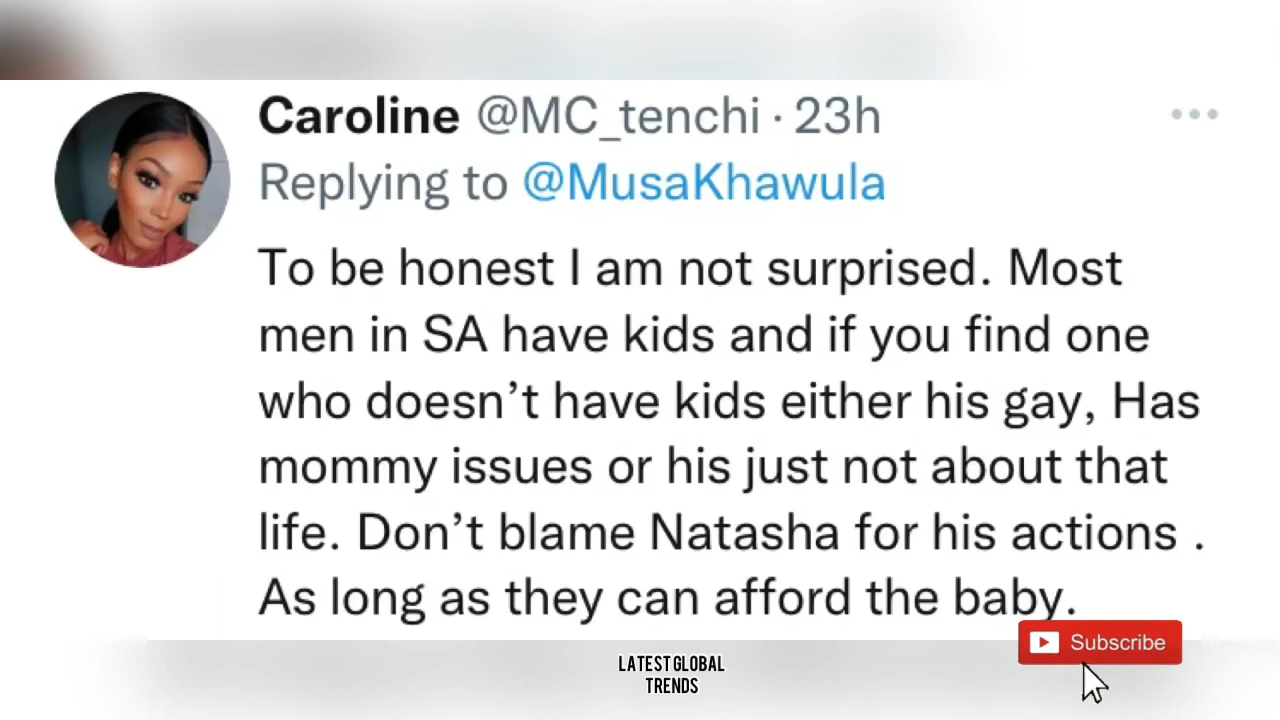 Caroline @MC_tenchi · 23h
Replying to @MusaKhawula
To be honest I am not surprised. Most
men in SA have kids and if you find one
who doesn’t have kids either his gay, Has
mommy issues or his just not about that
life. Don’t blame Natasha for his actions .
As long as they can afford the baby.
Subscribe
LATEST GLOBAL
TRENDS